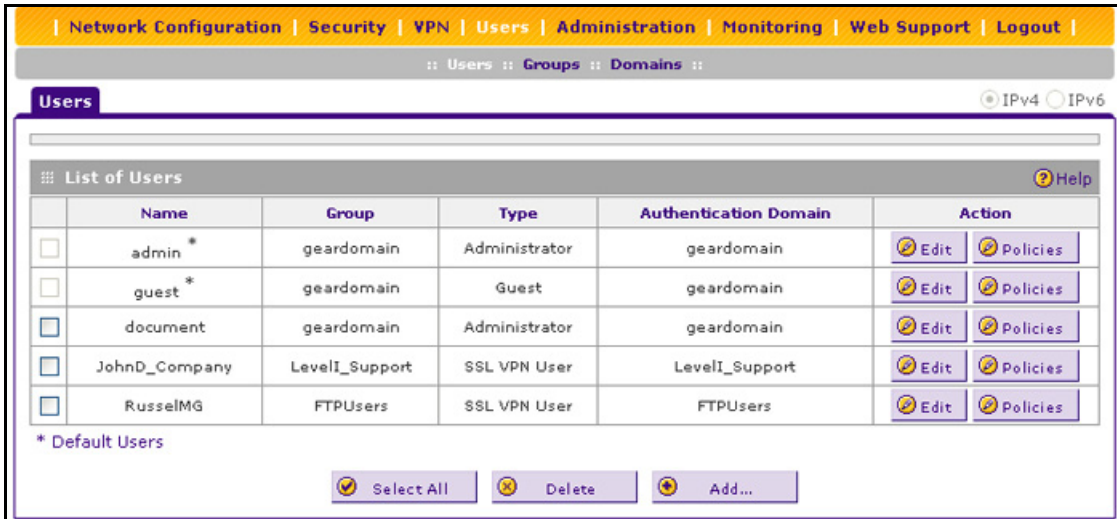 | Network Configuration | Security | VPN | Users | Administration | Monitoring | Web Support | Logout |
:: Users :: Groups :: Domains ::
Users IPv4 IPv6
List of Users Help
Name Group Type Authentication Domain Action
admin * geardomain Administrator geardomain Edit Policies
guest * geardomain Guest geardomain Edit Policies
document geardomain Administrator geardomain Edit Policies
JohnD_Company LevelI_Support SSL VPN User LevelI_Support Edit Policies
RusselMG FTPUsers SSL VPN User FTPUsers Edit Policies
* Default Users
Select All Delete Add...